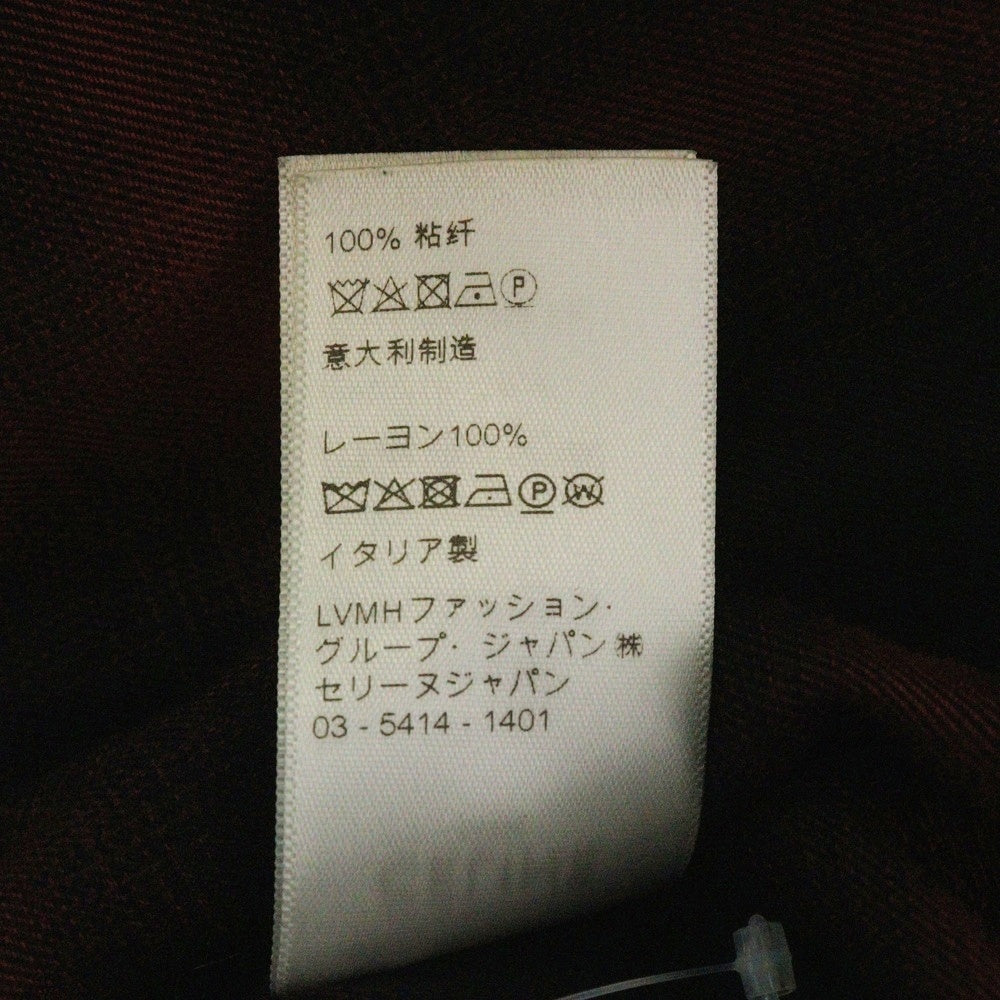 100% 粘纤
P
意大利制造
レーヨン100%
P W
イタリア製
LVMHファッション・
グループ・ジャパン㈱
セリーヌジャパン
03 - 5414 - 1401